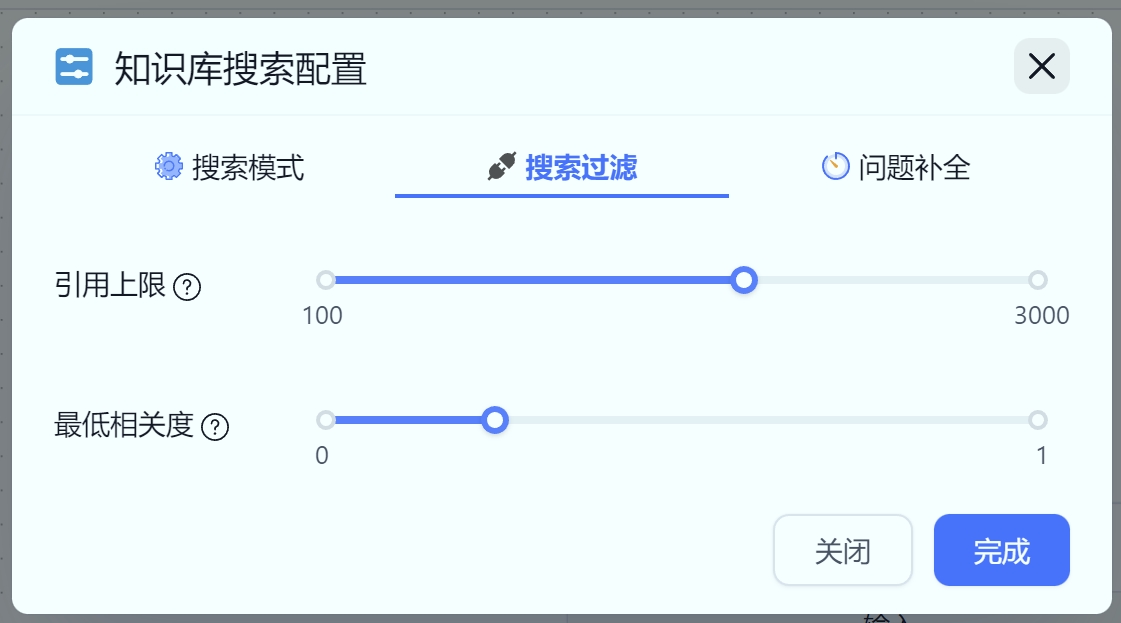 知识库搜索配置
搜索模式
搜索过滤
问题补全
引用上限 ?
100
3000
最低相关度 ?
0
1
关闭
完成